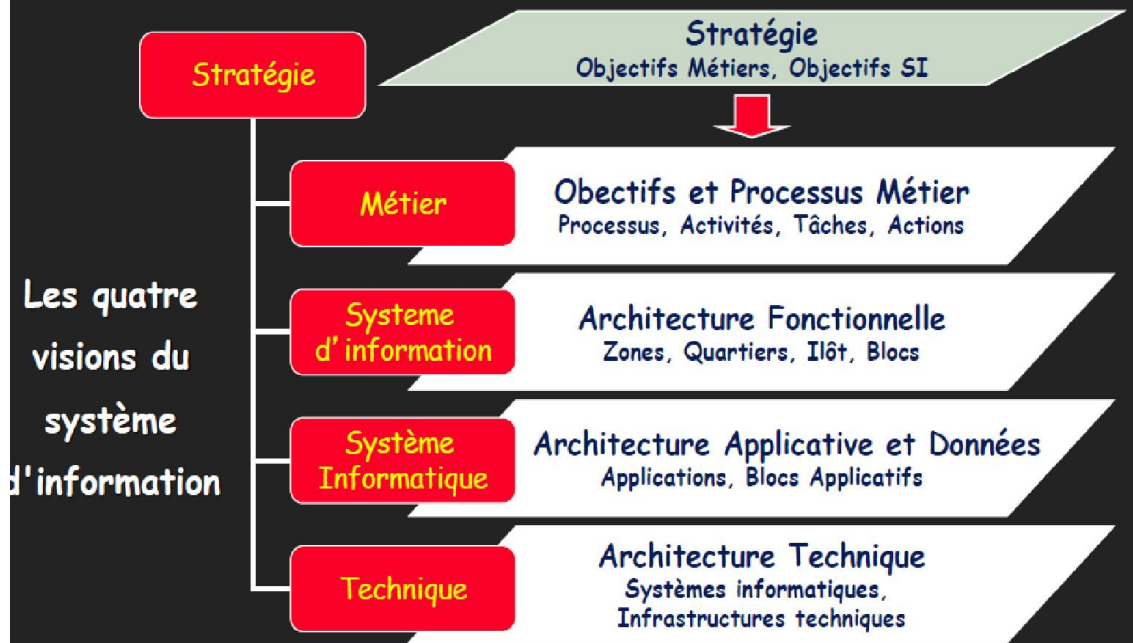 Stratégie
Stratégie
Objectifs Métiers, Objectifs SI
Métier
Obectifs et Processus Métier
Processus, Activités, Tâches, Actions
Les quatre
visions du
système
d'information
Systeme
d'information
Architecture Fonctionnelle
Zones, Quartiers, Ilôt, Blocs
Système
Informatique
Architecture Applicative et Données
Applications, Blocs Applicatifs
Technique
Architecture Technique
Systèmes informatiques,
Infrastructures techniques